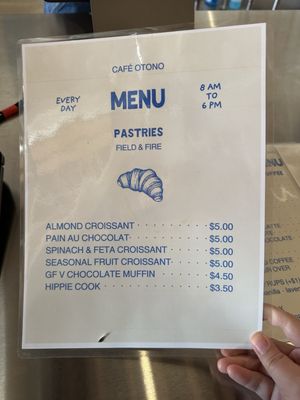 CAFÉ OTONO
EVERY DAY
MENU
8 AM TO 6 PM
PASTRIES
FIELD & FIRE
ALMOND CROISSANT · · · · · · · · · · $5.00
PAIN AU CHOCOLAT · · · · · · · · · · · $5.00
SPINACH & FETA CROISSANT · · · · $5.00
SEASONAL FRUIT CROISSANT · · · · $5.00
GF V CHOCOLATE MUFFIN · · · · · · · $4.50
HIPPIE COOK · · · · · · · · · · · · · · · · $3.50
COFFEE